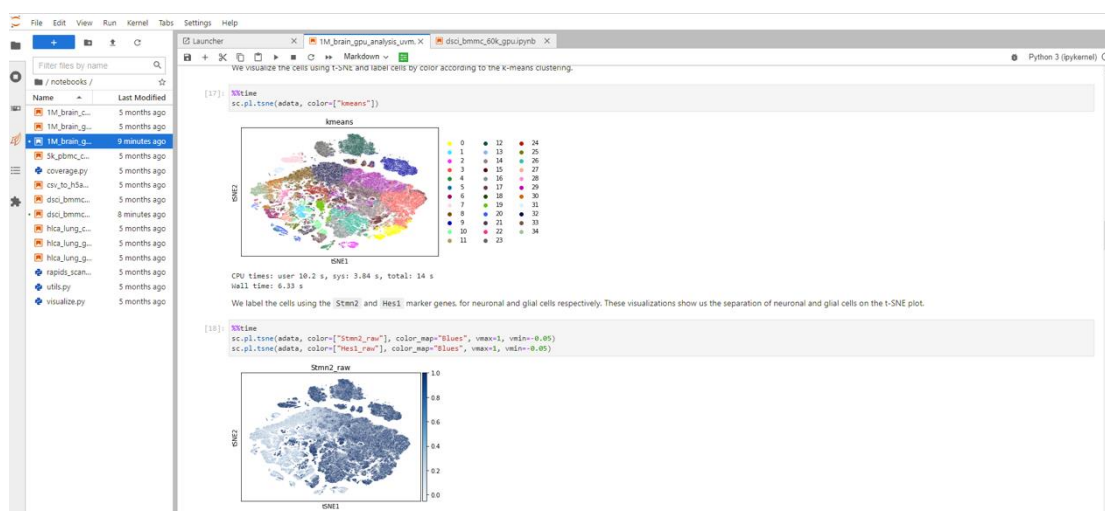 File Edit View Run Kernel Tabs Settings Help
Filter files by name
/ notebooks /
Name Last Modified
1M_brain_c... 5 months ago
1M_brain_g... 5 months ago
1M_brain_g... 9 minutes ago
5k_pbmc_c... 5 months ago
coverage.py 5 months ago
csv_to_h5a... 5 months ago
dsci_bmmc... 5 months ago
dsci_bmmc... 8 minutes ago
hlca_lung_c... 5 months ago
hlca_lung_g... 5 months ago
hlca_lung_g... 5 months ago
rapids_scan... 5 months ago
utils.py 5 months ago
visualize.py 5 months ago
Launcher 1M_brain_gpu_analysis_uvm. dsci_bmmc_60k_gpu.ipynb
Markdown Python 3 (ipykernel)
We visualize the cells using t-SNE and label cells by color according to the k-means clustering.
[17]: %%time
sc.pl.tsne(adata, color=["kmeans"])
kmeans
tSNE2
tSNE1
0 12 24
1 13 25
2 14 26
3 15 27
4 16 28
5 17 29
6 18 30
7 19 31
8 20 32
9 21 33
10 22 34
11 23
CPU times: user 10.2 s, sys: 3.84 s, total: 14 s
Wall time: 6.33 s
We label the cells using the Stmn2 and Hes1 marker genes, for neuronal and glial cells respectively. These visualizations show us the separation of neuronal and glial cells on the t-SNE plot.
[18]: %%time
sc.pl.tsne(adata, color=["Stmn2_raw"], color_map="Blues", vmax=1, vmin=-0.05)
sc.pl.tsne(adata, color=["Hes1_raw"], color_map="Blues", vmax=1, vmin=-0.05)
Stmn2_raw
tSNE2
tSNE1
1.0
0.8
0.6
0.4
0.2
0.0